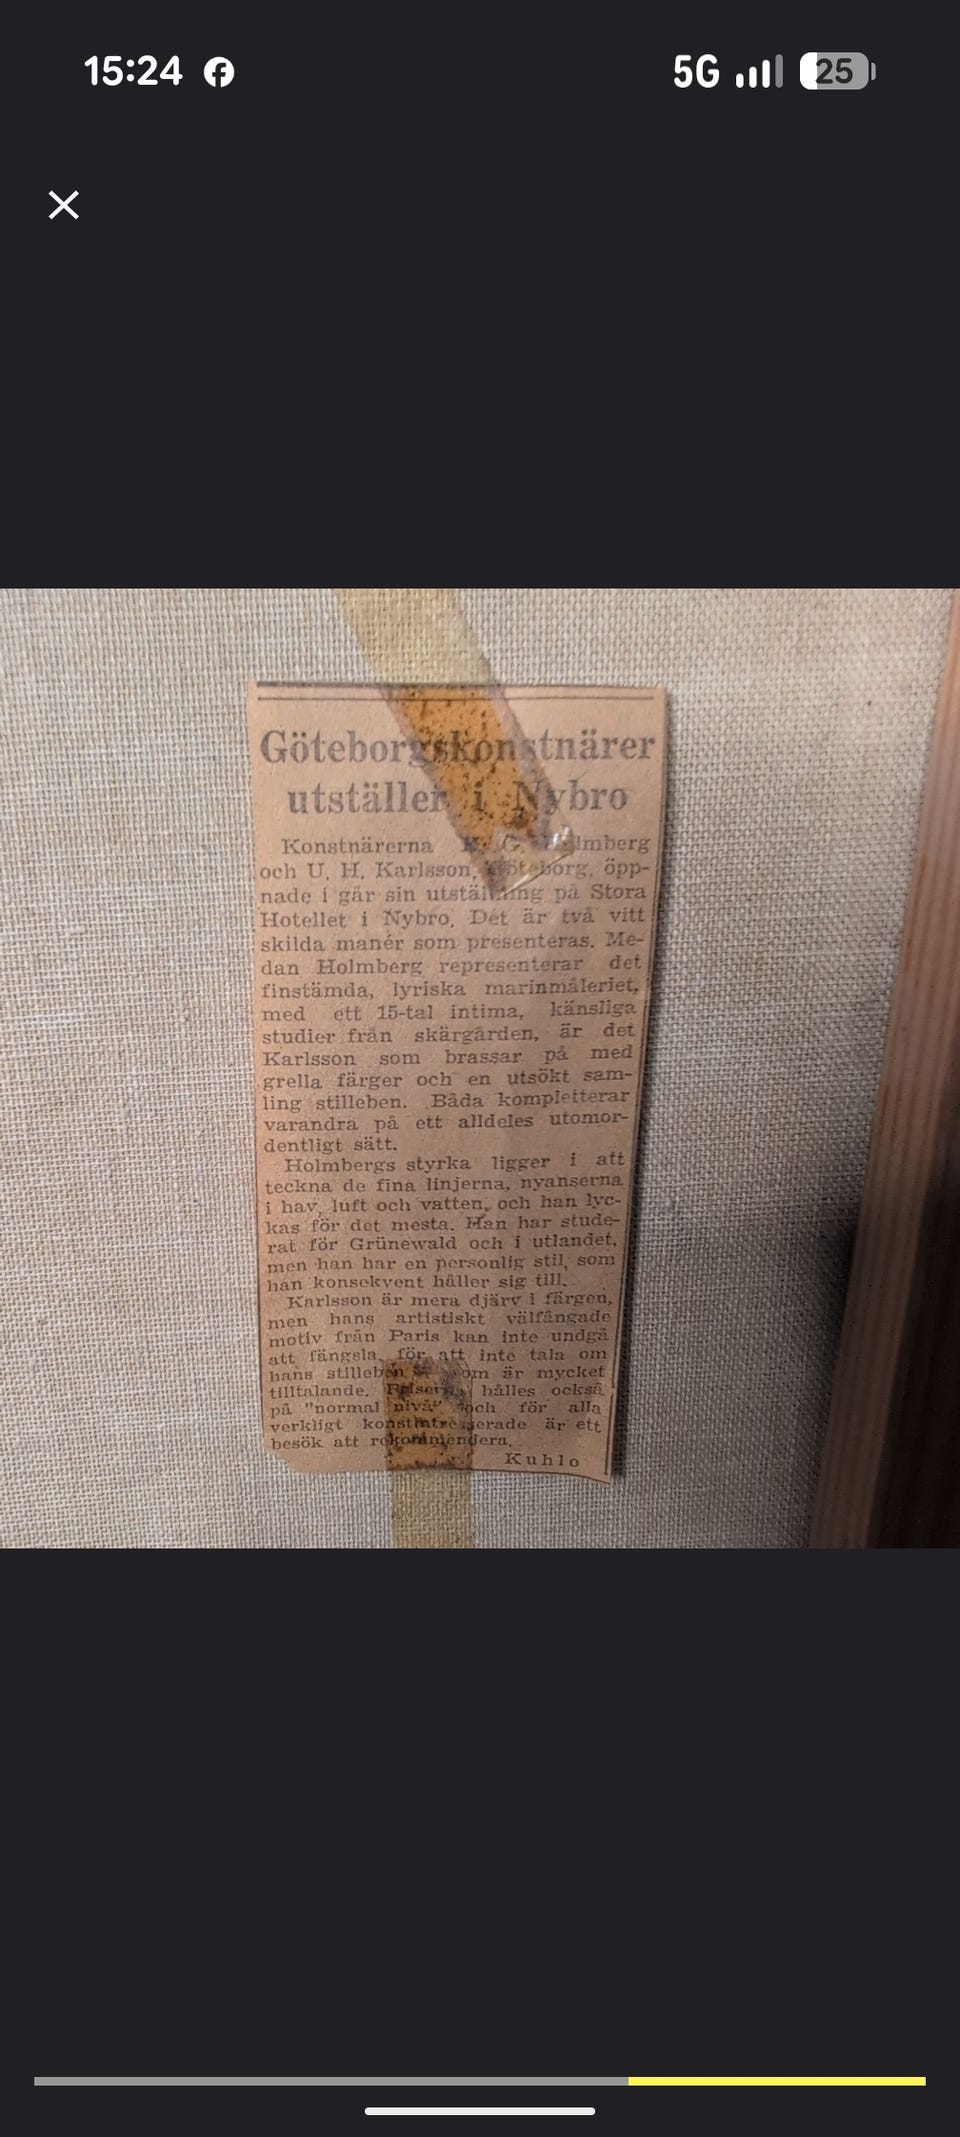 15:24
5G
25
Göteborgskonstnärer
utställer i Nybro
Konstnärerna
och U. H. Karlsson, Göteborg, öpp-
nade i går sin utställning på Stora
Hotellet i Nybro. Det är två vitt
skilda manér som presenteras. Me-
dan Holmberg representerar det
finstämda, lyriska marinmåleriet,
med ett 15-tal intima, känsliga
studier från skärgården, är det
Karlsson som brassar på med
grella färger och en utsökt sam-
ling stilleben. Båda kompletterar
varandra på ett alldeles utomor-
dentligt sätt.
Holmbergs styrka ligger i att
teckna de fina linjerna, nyanserna
i hav, luft och vatten, och han lyc-
kas för det mesta. Han har stude-
rat för Grünewald och i utlandet,
men han har en personlig stil, som
han konsekvent håller sig till.
Karlsson är mera djärv i färgen,
men hans artistiskt välfångade
motiv från Paris kan inte undgå
att fängsla, för att inte tala om
hans stilleben som är mycket
tilltalande. Priserna hålles också
på "normal nivå" och för alla
verkligt konstintresserade är ett
besök att rekommendera.
Kuhlo